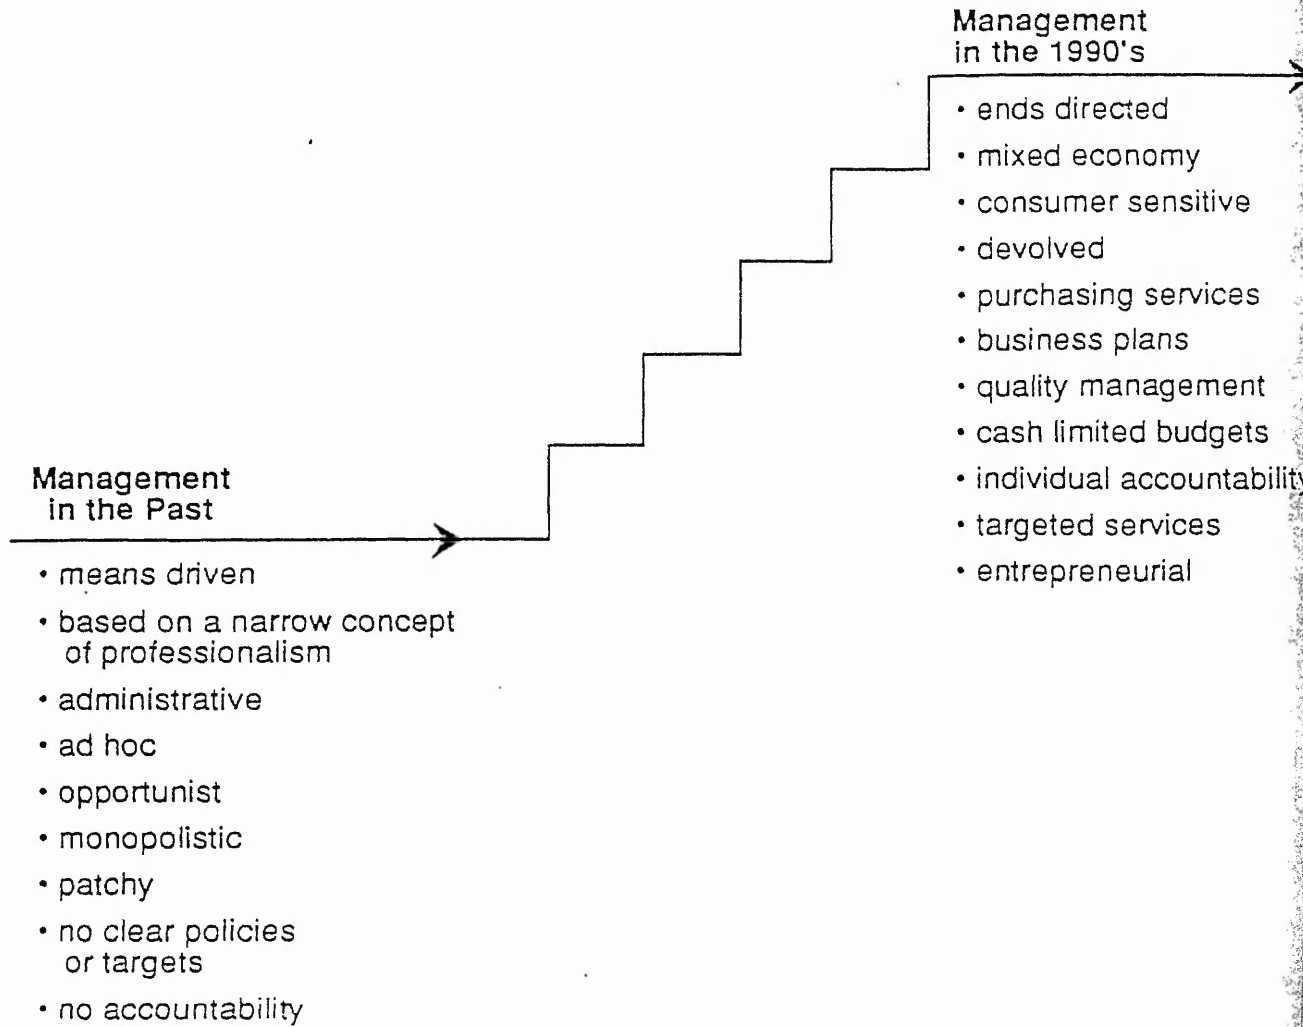 Management
in the 1990's
• ends directed
• mixed economy
• consumer sensitive
• devolved
• purchasing services
• business plans
• quality management
• cash limited budgets
• individual accountability
• targeted services
• entrepreneurial
Management
in the Past
• means driven
• based on a narrow concept
of professionalism
• administrative
• ad hoc
• opportunist
• monopolistic
• patchy
• no clear policies
or targets
• no accountability